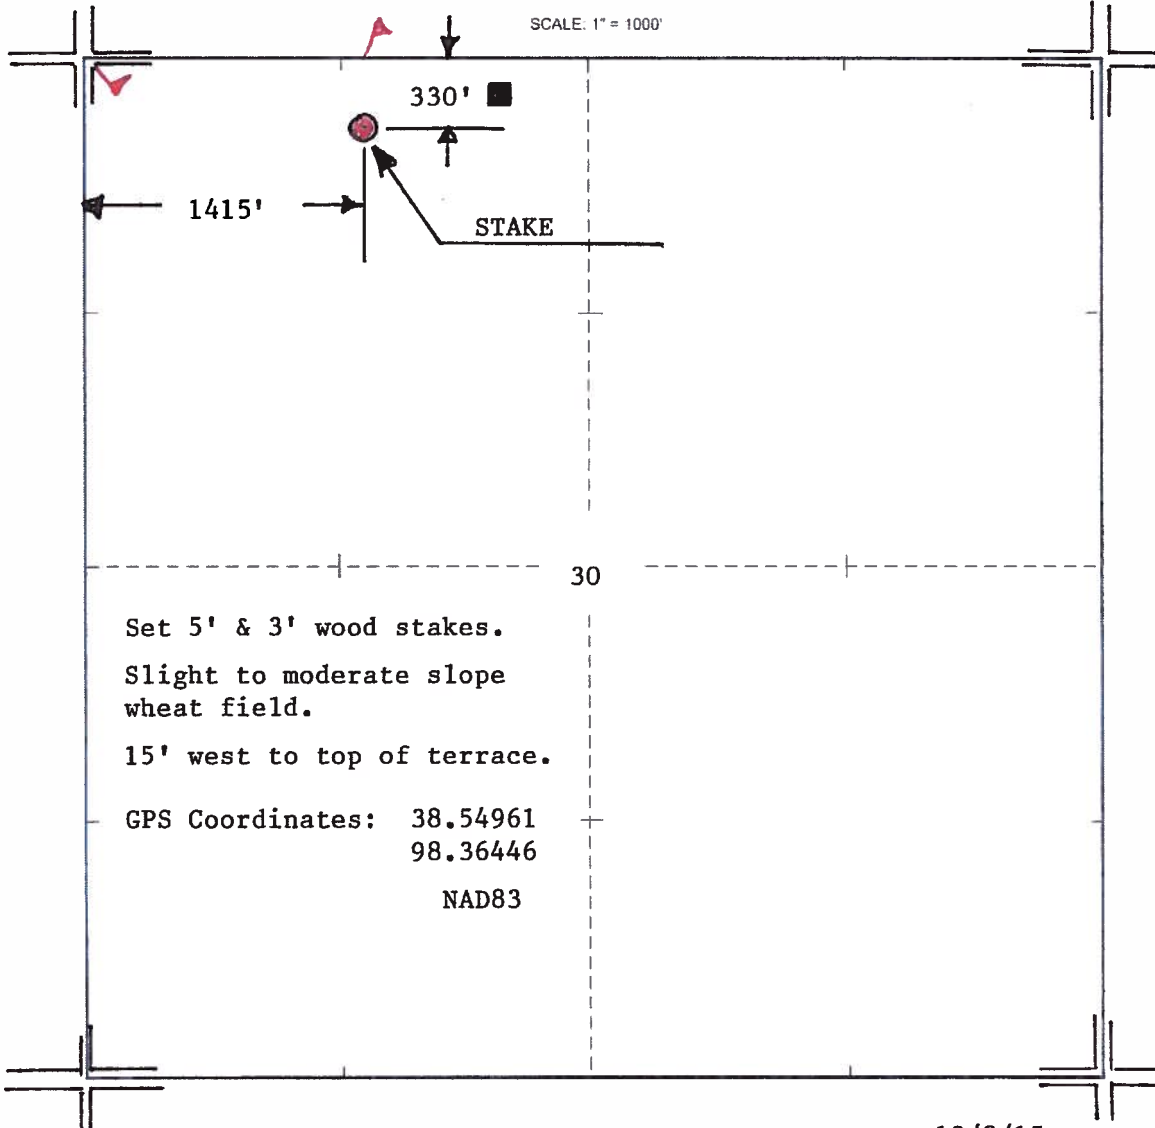 SCALE: 1" = 1000'
330'
1415'
STAKE
30
Set 5' & 3' wood stakes.
Slight to moderate slope
wheat field.
15' west to top of terrace.
GPS Coordinates: 38.54961
98.36446
NAD83